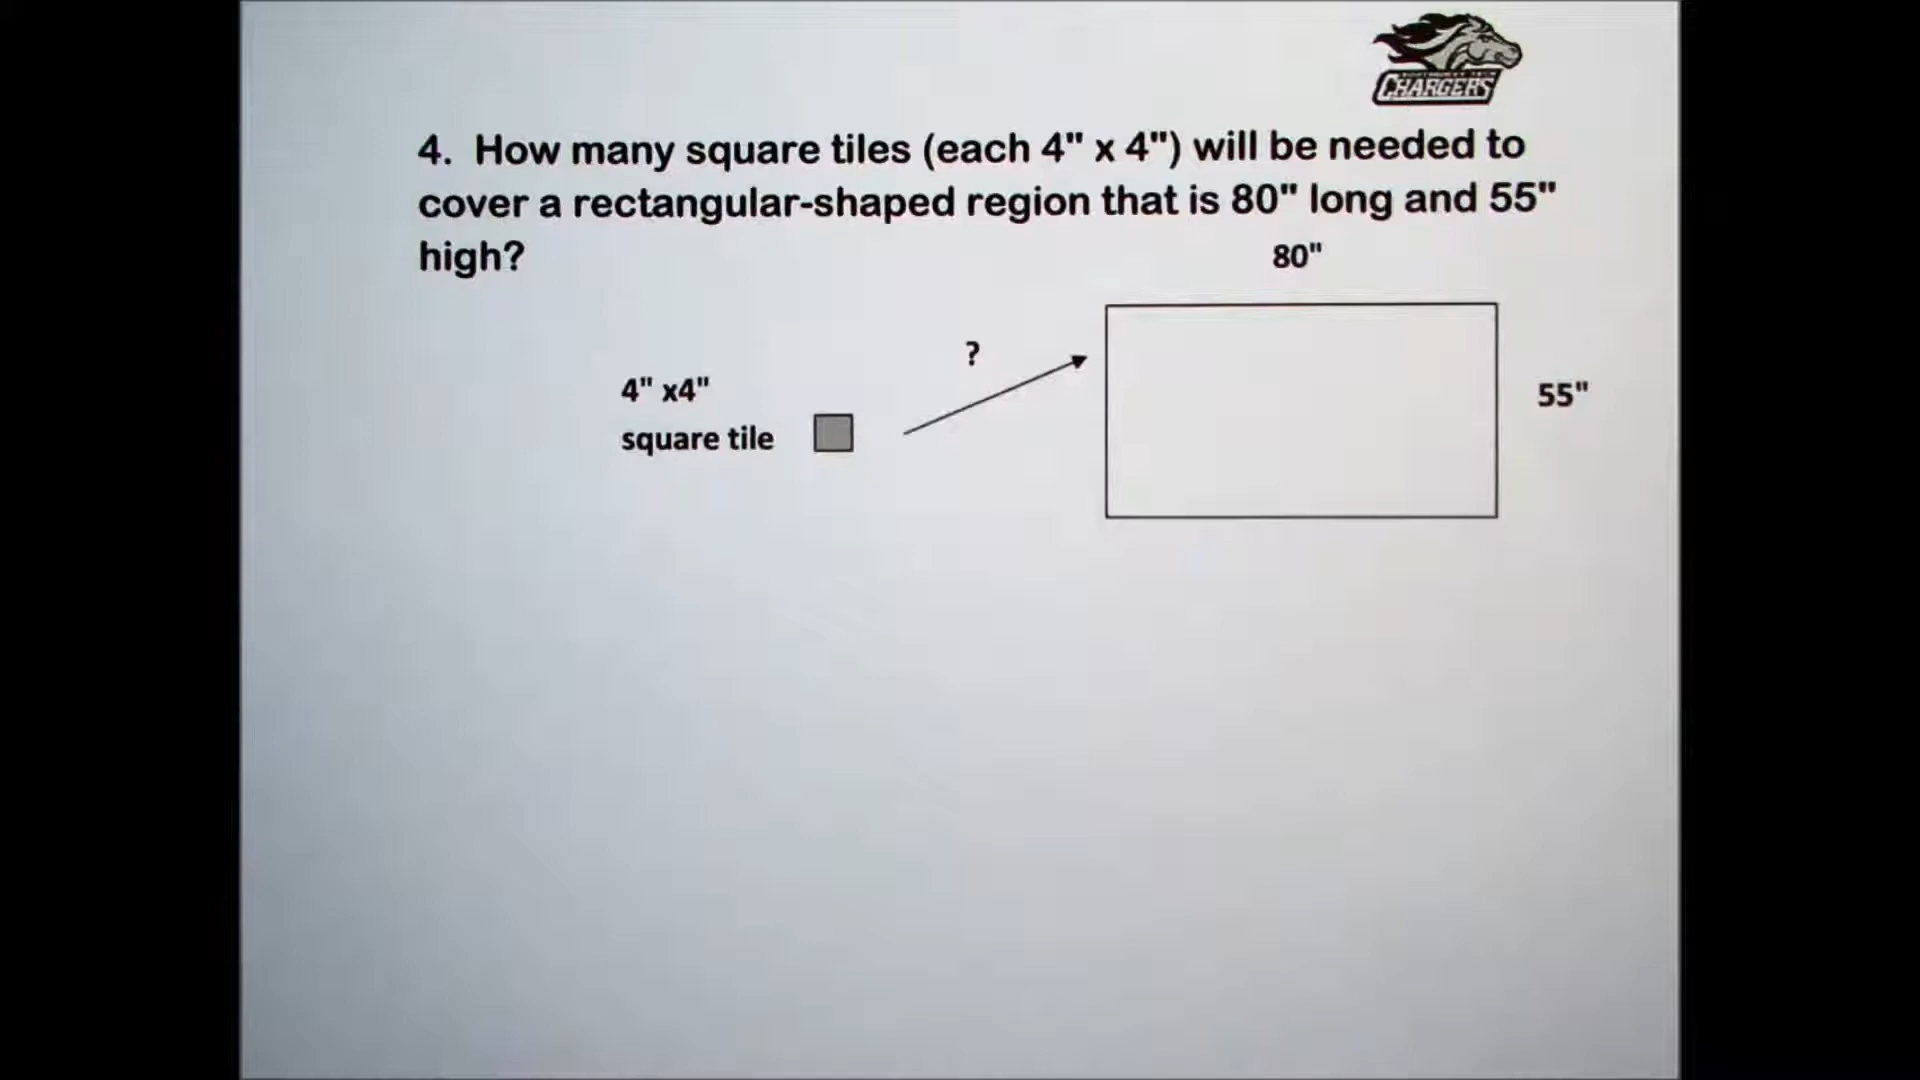 CHARGERS
4. How many square tiles (each 4" x 4") will be needed to
cover a rectangular-shaped region that is 80" long and 55"
high?
80"
?
4" x4"
square tile
55"